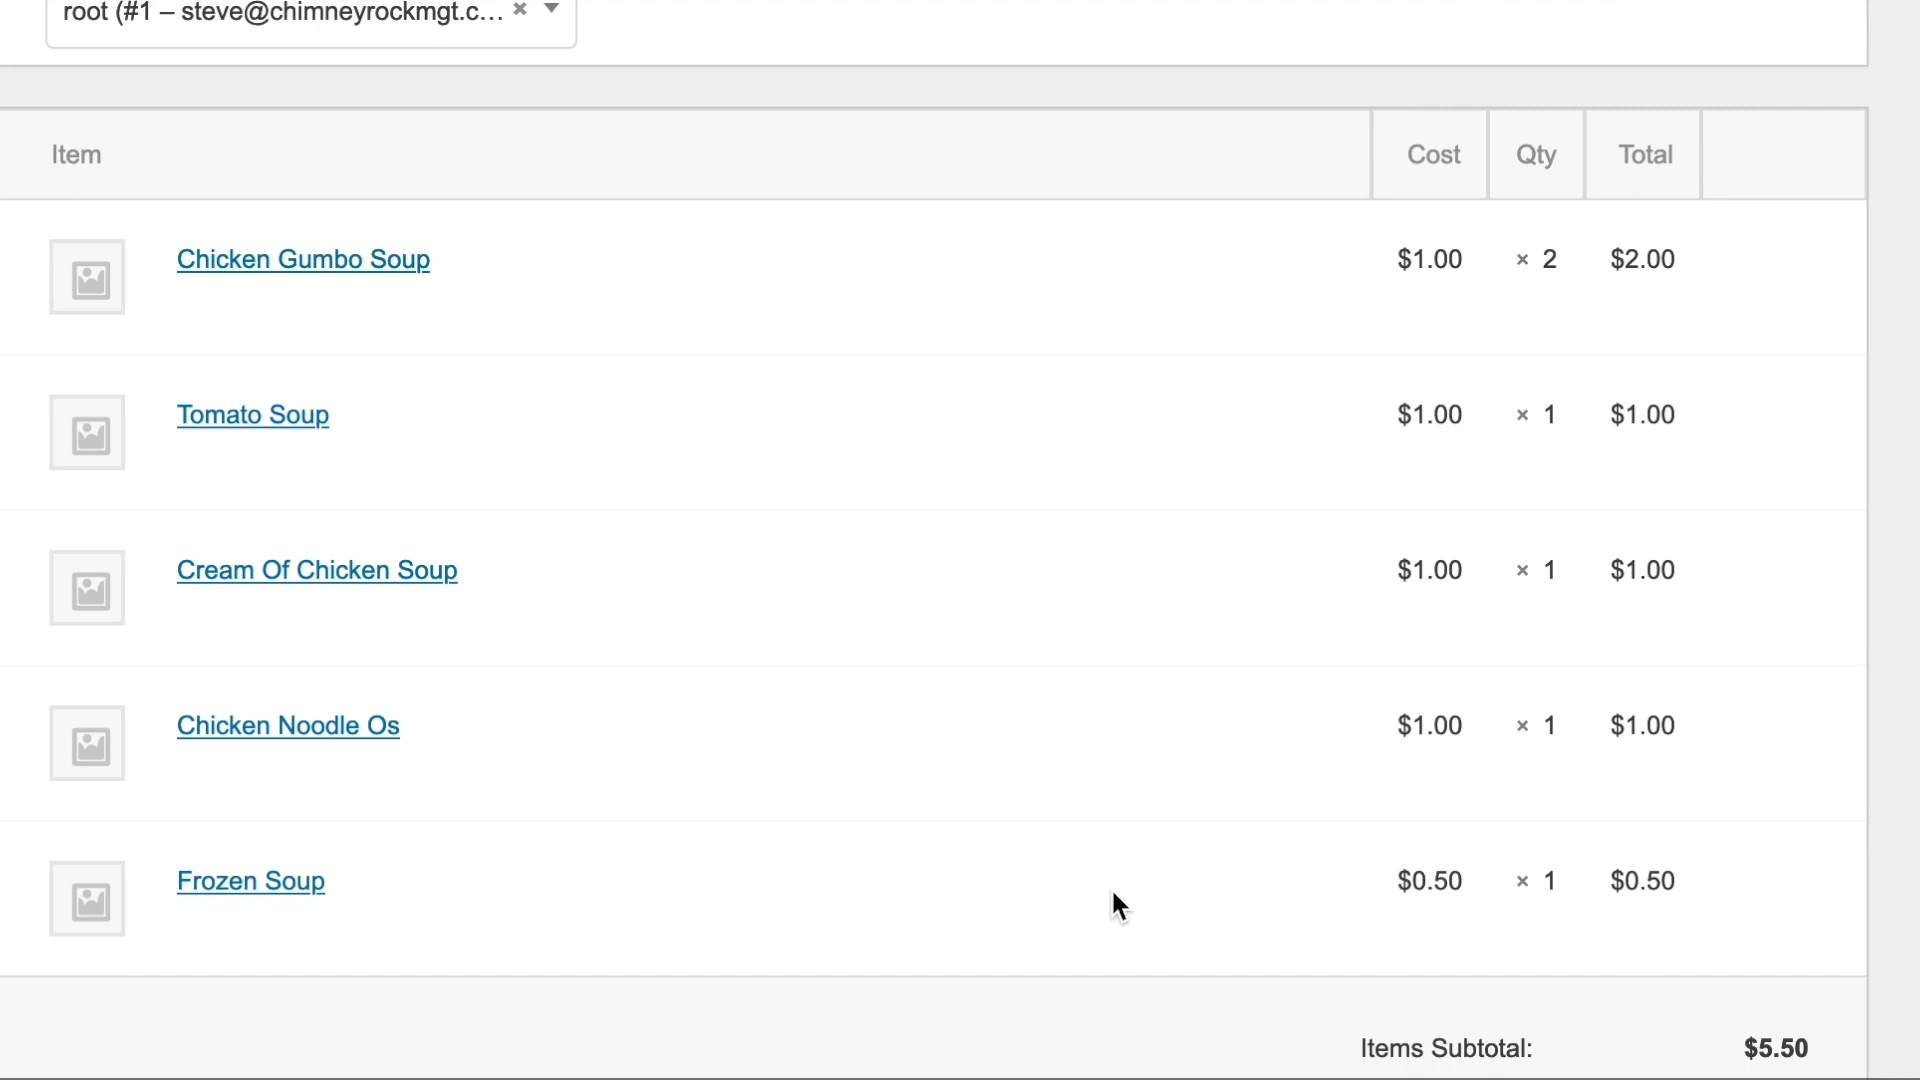 root (#1 – steve@chimneyrockmgt.c... × ▼
Item Cost Qty Total
Chicken Gumbo Soup $1.00 × 2 $2.00
Tomato Soup $1.00 × 1 $1.00
Cream Of Chicken Soup $1.00 × 1 $1.00
Chicken Noodle Os $1.00 × 1 $1.00
Frozen Soup $0.50 × 1 $0.50
Items Subtotal: $5.50